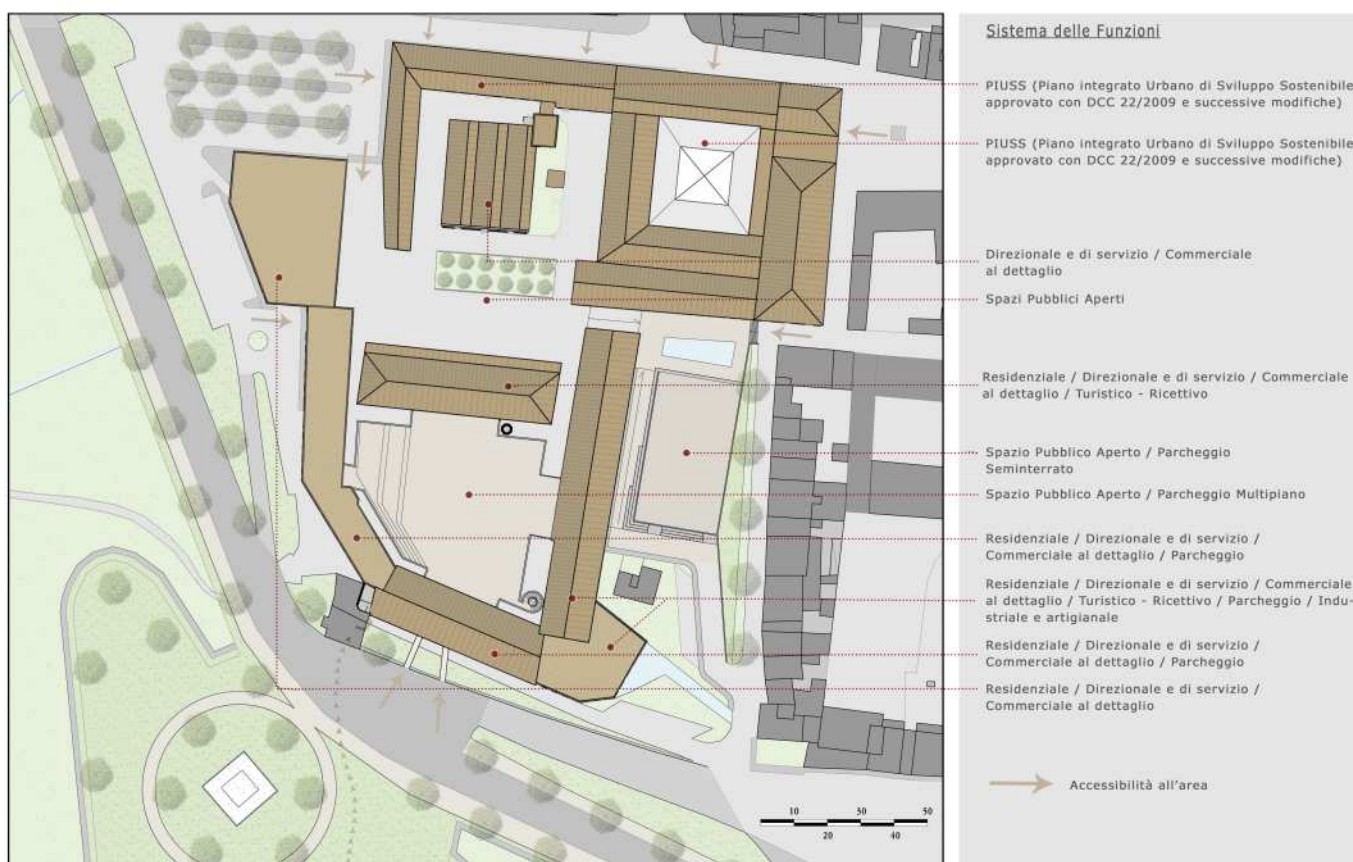 Sistema delle Funzioni
PIUSS (Piano integrato Urbano di Sviluppo Sostenibile
approvato con DCC 22/2009 e successive modifiche)
PIUSS (Piano integrato Urbano di Sviluppo Sostenibile
approvato con DCC 22/2009 e successive modifiche)
Direzionale e di servizio / Commerciale
al dettaglio
Spazi Pubblici Aperti
Residenziale / Direzionale e di servizio / Commerciale
al dettaglio / Turistico - Ricettivo
Spazio Pubblico Aperto / Parcheggio
Seminterrato
Spazio Pubblico Aperto / Parcheggio Multipiano
Residenziale / Direzionale e di servizio /
Commerciale al dettaglio / Parcheggio
Residenziale / Direzionale e di servizio / Commerciale
al dettaglio / Turistico - Ricettivo / Parcheggio / Indu-
striale e artigianale
Residenziale / Direzionale e di servizio /
Commerciale al dettaglio / Parcheggio
Residenziale / Direzionale e di servizio /
Commerciale al dettaglio
Accessibilità all'area
10 30 50
20 40